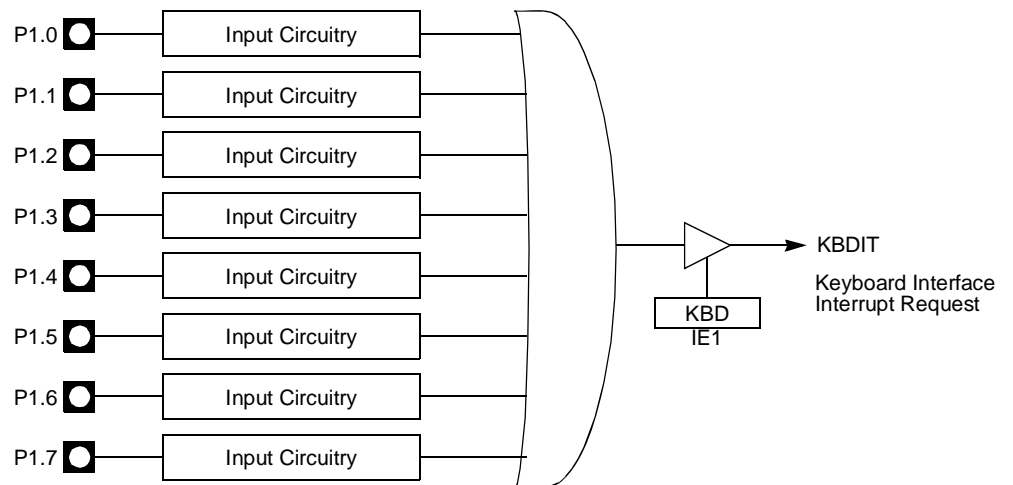 P1.0 Input Circuitry
P1.1 Input Circuitry
P1.2 Input Circuitry
P1.3 Input Circuitry
P1.4 Input Circuitry
P1.5 Input Circuitry
P1.6 Input Circuitry
P1.7 Input Circuitry
KBDIT
Keyboard Interface
Interrupt Request
KBD
IE1